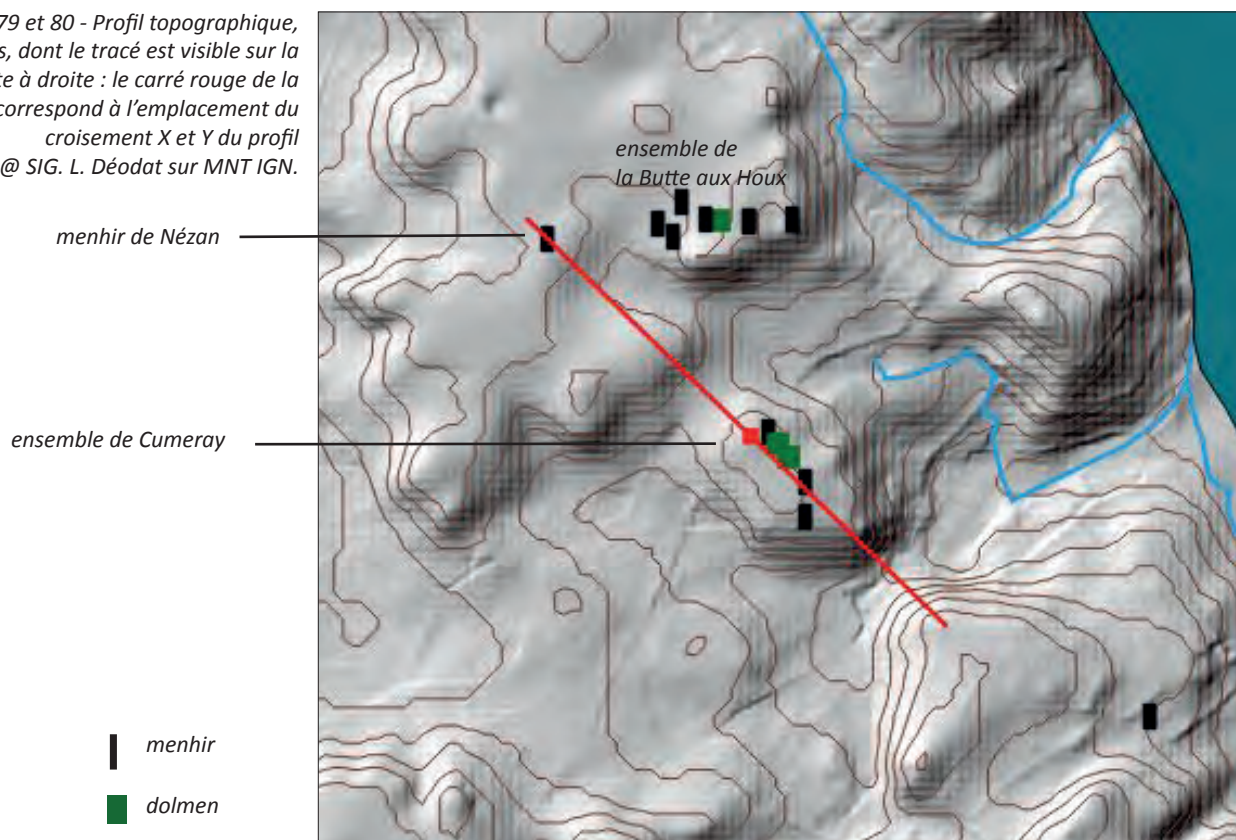 79 et 80 - Profil topographique,
s, dont le tracé est visible sur la
te à droite : le carré rouge de la
correspond à l'emplacement du
croisement X et Y du profil
@ SIG. L. Déodat sur MNT IGN.
ensemble de
la Butte aux Houx
menhir de Nézan
ensemble de Cumeray
menhir
dolmen